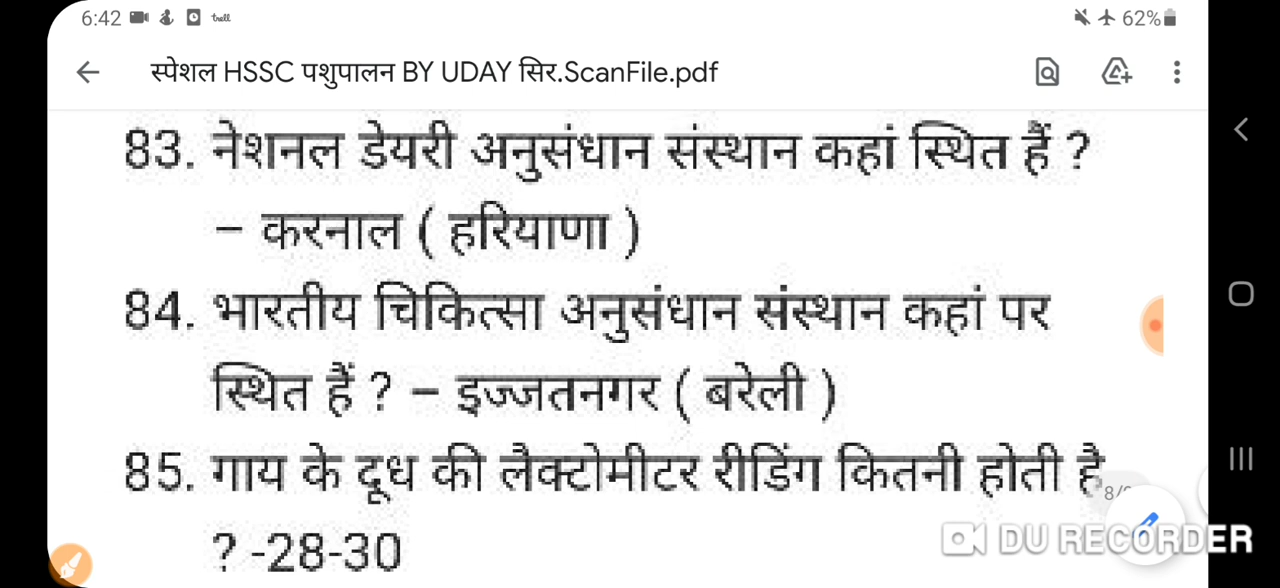 6:42 trell 62%
स्पेशल HSSC पशुपालन BY UDAY सिर.ScanFile.pdf
83. नेशनल डेयरी अनुसंधान संस्थान कहां स्थित हैं ?
– करनाल ( हरियाणा )
84. भारतीय चिकित्सा अनुसंधान संस्थान कहां पर
स्थित हैं ? – इज्जतनगर ( बरेली )
85. गाय के दूध की लैक्टोमीटर रीडिंग कितनी होती है
? -28-30
DU RECORDER